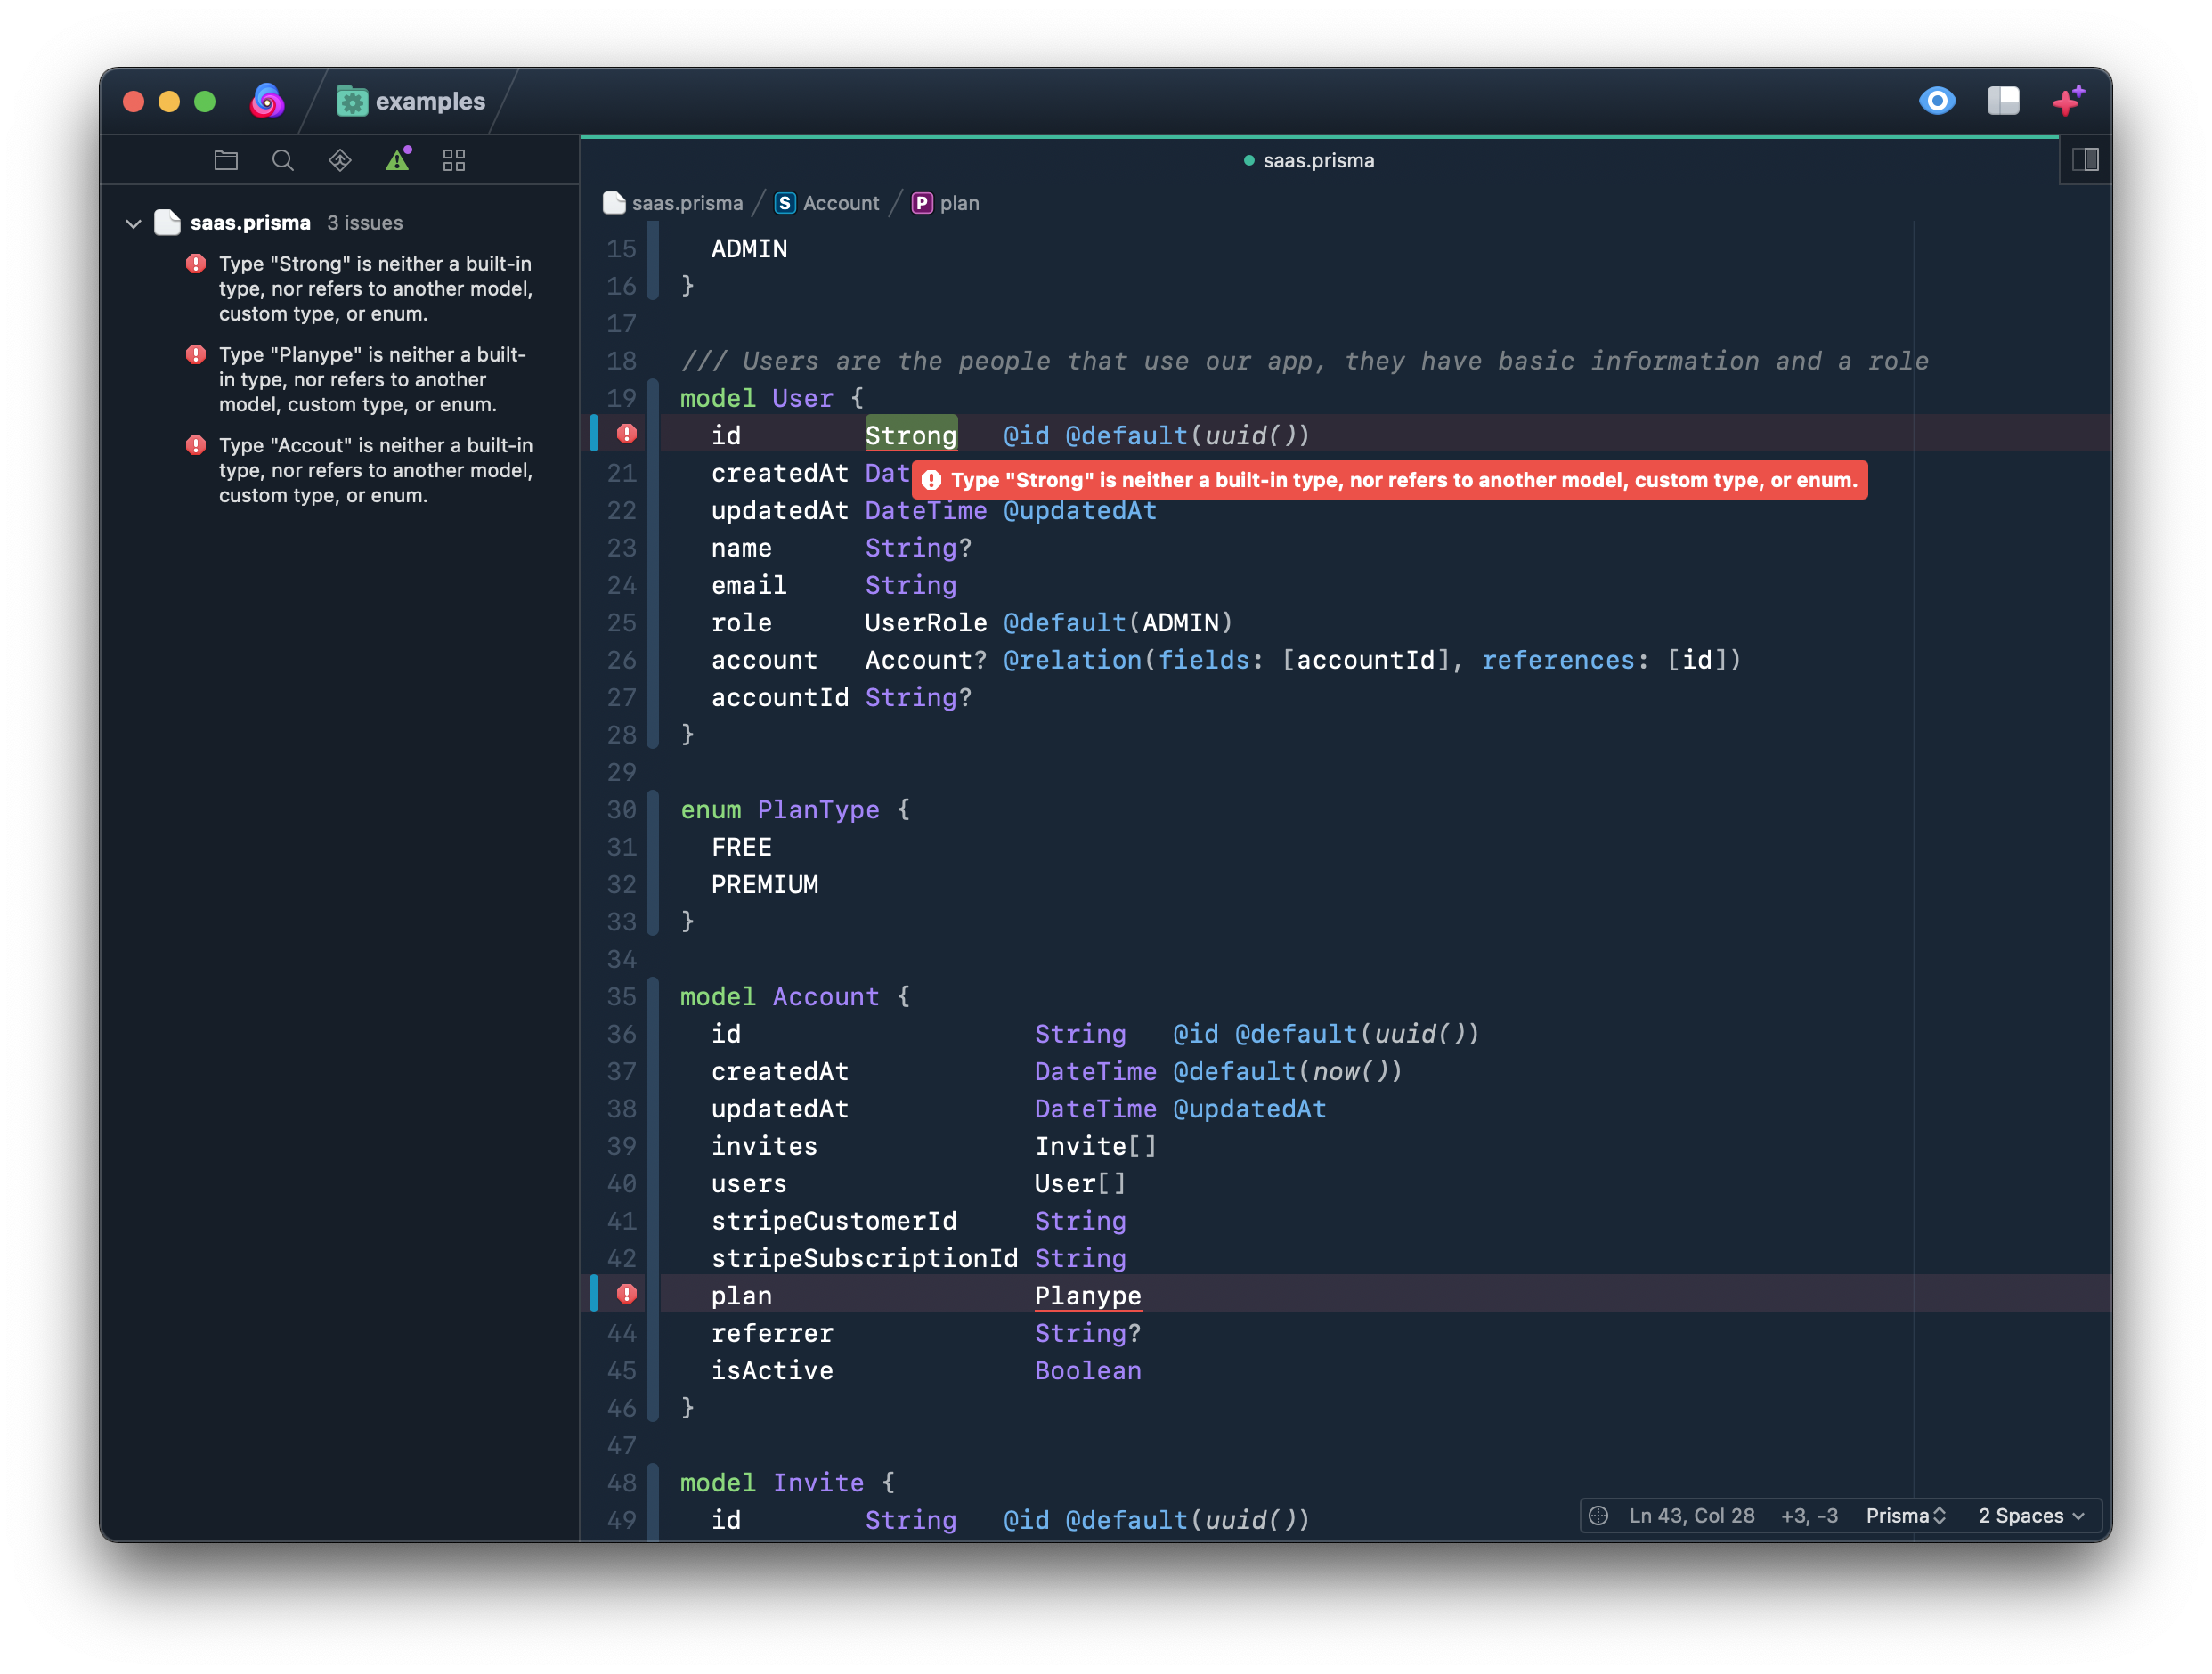 examples
saas.prisma
saas.prisma 3 issues
Type "Strong" is neither a built-in
type, nor refers to another model,
custom type, or enum.
Type "Planype" is neither a built-
in type, nor refers to another
model, custom type, or enum.
Type "Accout" is neither a built-in
type, nor refers to another model,
custom type, or enum.
saas.prisma / S Account / P plan
15 ADMIN
16 }
17
18 /// Users are the people that use our app, they have basic information and a role
19 model User {
id Strong @id @default(uuid())
Type "Strong" is neither a built-in type, nor refers to another model, custom type, or enum.
21 createdAt Dat
22 updatedAt DateTime @updatedAt
23 name String?
24 email String
25 role UserRole @default(ADMIN)
26 account Account? @relation(fields: [accountId], references: [id])
27 accountId String?
28 }
29
30 enum PlanType {
31 FREE
32 PREMIUM
33 }
34
35 model Account {
36 id String @id @default(uuid())
37 createdAt DateTime @default(now())
38 updatedAt DateTime @updatedAt
39 invites Invite[]
40 users User[]
41 stripeCustomerId String
42 stripeSubscriptionId String
plan Planype
44 referrer String?
45 isActive Boolean
46 }
47
48 model Invite {
49 id String @id @default(uuid())
Ln 43, Col 28 +3, -3 Prisma 2 Spaces